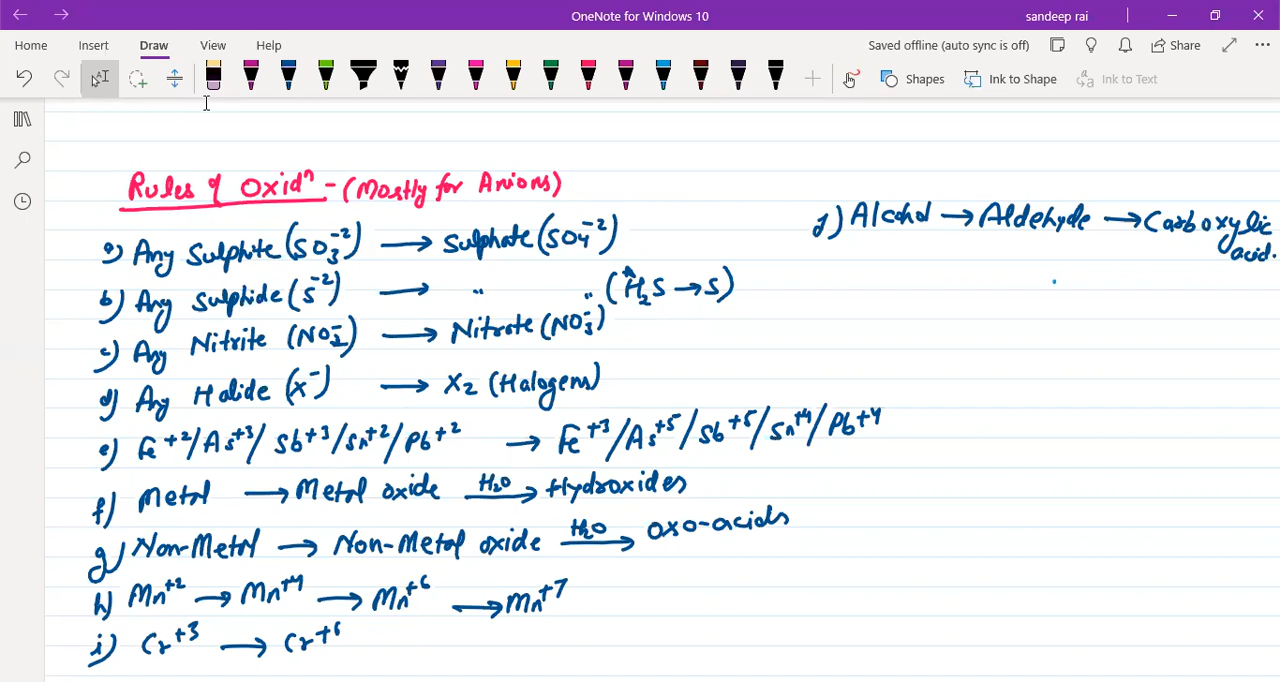 OneNote for Windows 10
sandeep rai
Home Insert Draw View Help
Saved offline (auto sync is off)
Share
Shapes
Ink to Shape
Ink to Text
Rules of Oxidⁿ - (Mostly for Anions)
a) Any Sulphite (SO₃⁻²) → Sulphate (SO₄⁻²)
b) Any Sulphide (S⁻²) → " " (H₂S → S)
c) Any Nitrite (NO₂⁻) → Nitrate (NO₃⁻)
d) Any Halide (X⁻) → X₂ (Halogens)
e) Fe⁺²/As⁺³/Sb⁺³/Sn⁺²/Pb⁺² → Fe⁺³/As⁺⁵/Sb⁺⁵/Sn⁺⁴/Pb⁺⁴
f) Metal → Metal oxide H₂O → Hydroxides
g) Non-Metal → Non-Metal oxide H₂O → oxo-acids
h) Mn⁺² → Mn⁺⁴ → Mn⁺⁶ → Mn⁺⁷
i) Cr⁺³ → Cr⁺⁶
j) Alcohol → Aldehyde → Carboxylic
acid.